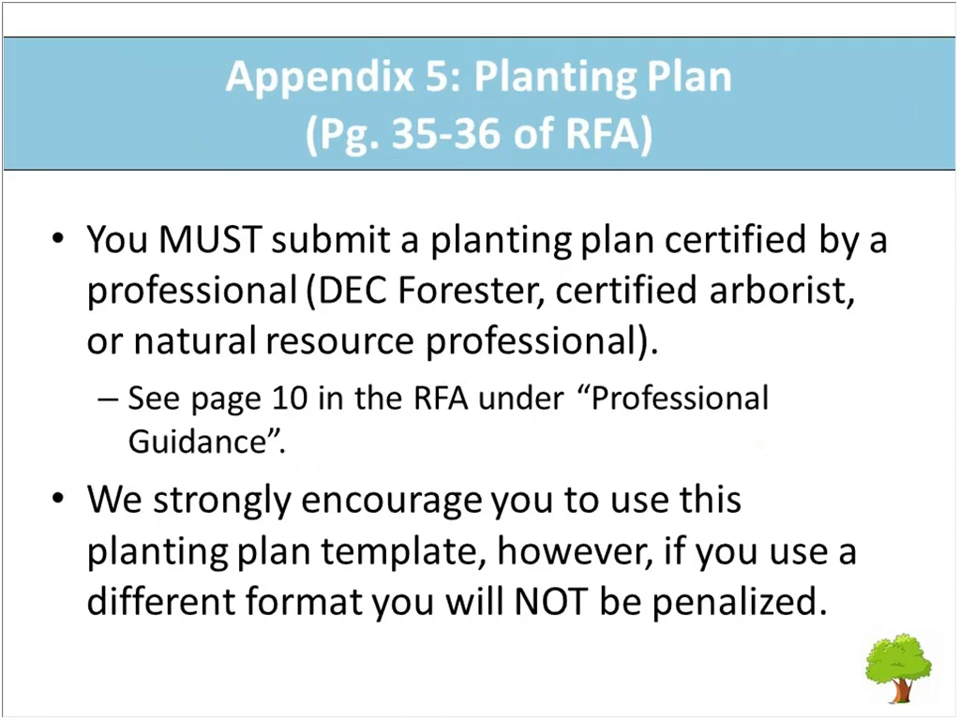 Appendix 5: Planting Plan
(Pg. 35-36 of RFA)
• You MUST submit a planting plan certified by a
professional (DEC Forester, certified arborist,
or natural resource professional).
– See page 10 in the RFA under “Professional
Guidance”.
• We strongly encourage you to use this
planting plan template, however, if you use a
different format you will NOT be penalized.